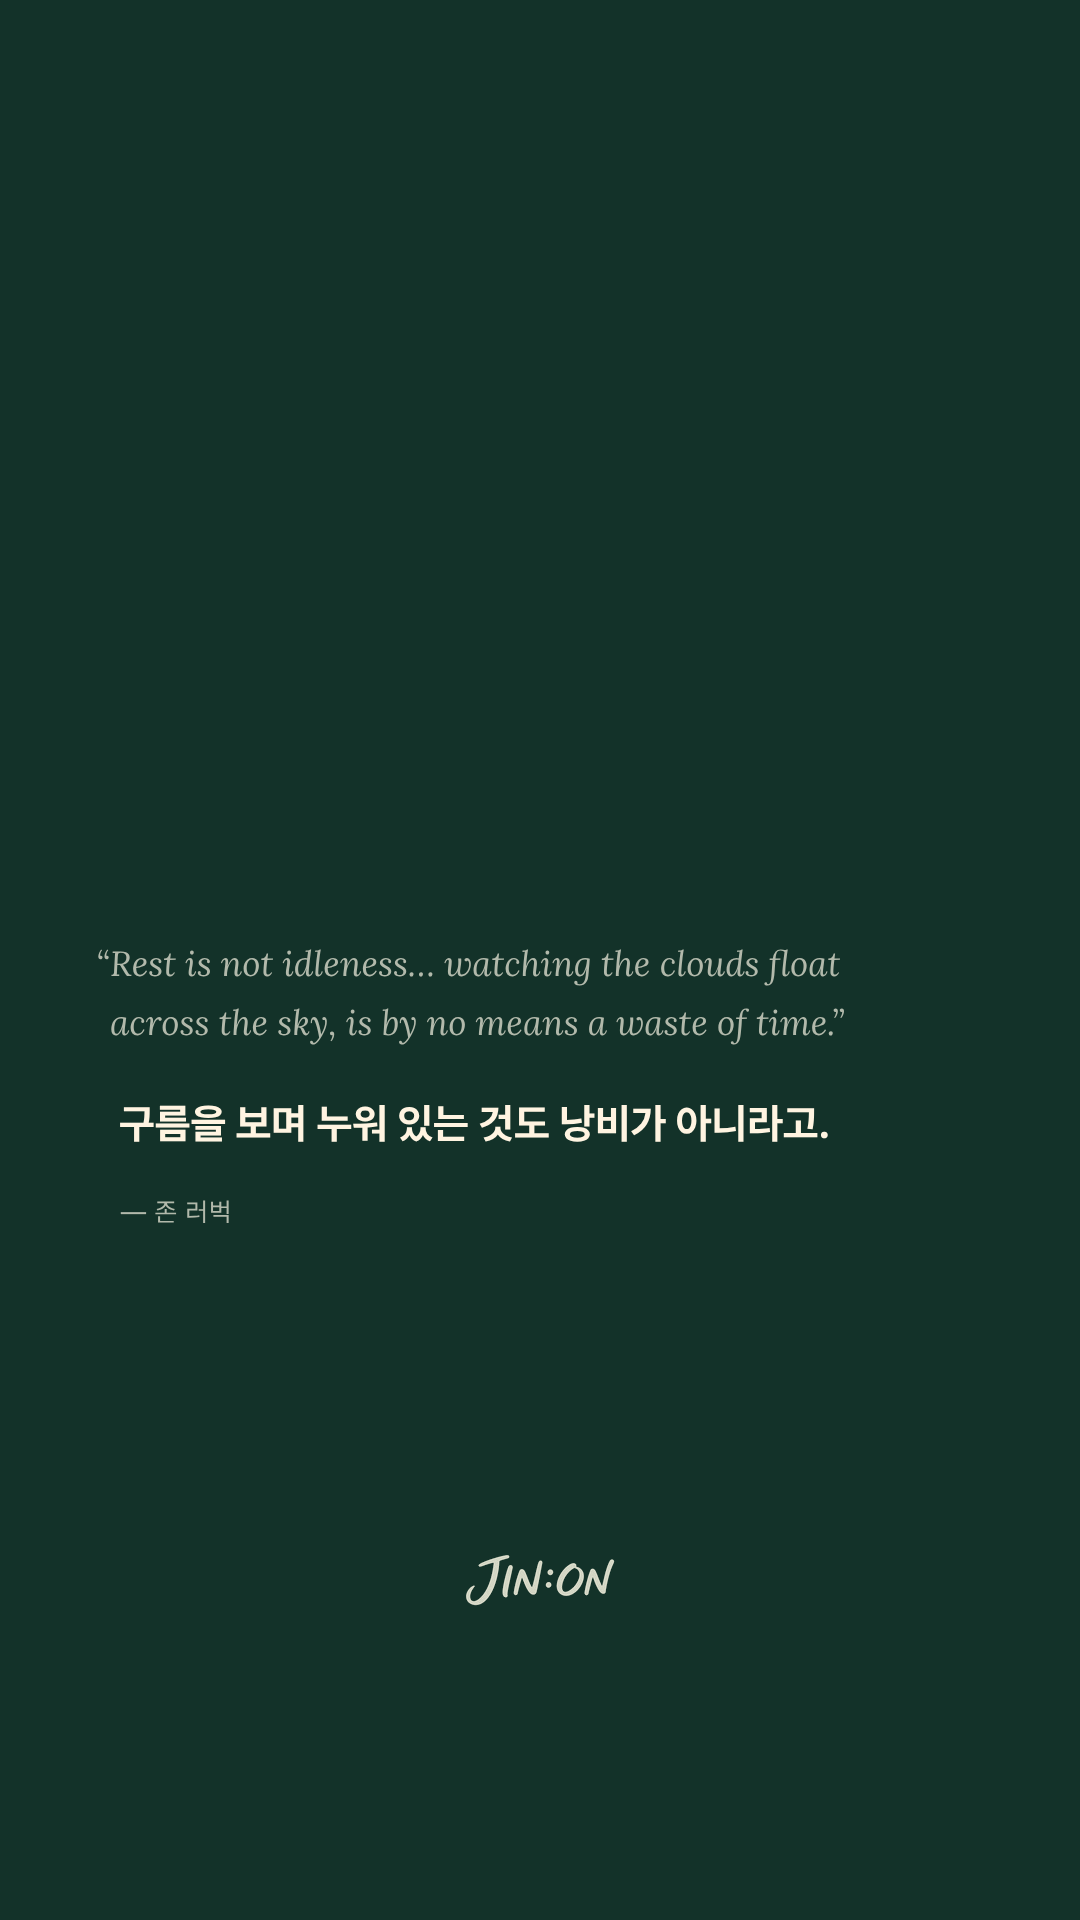 “Rest is not idleness… watching the clouds float
across the sky, is by no means a waste of time.”
구름을 보며 누워 있는 것도 낭비가 아니라고.
— 존 러벅
JIN:ON